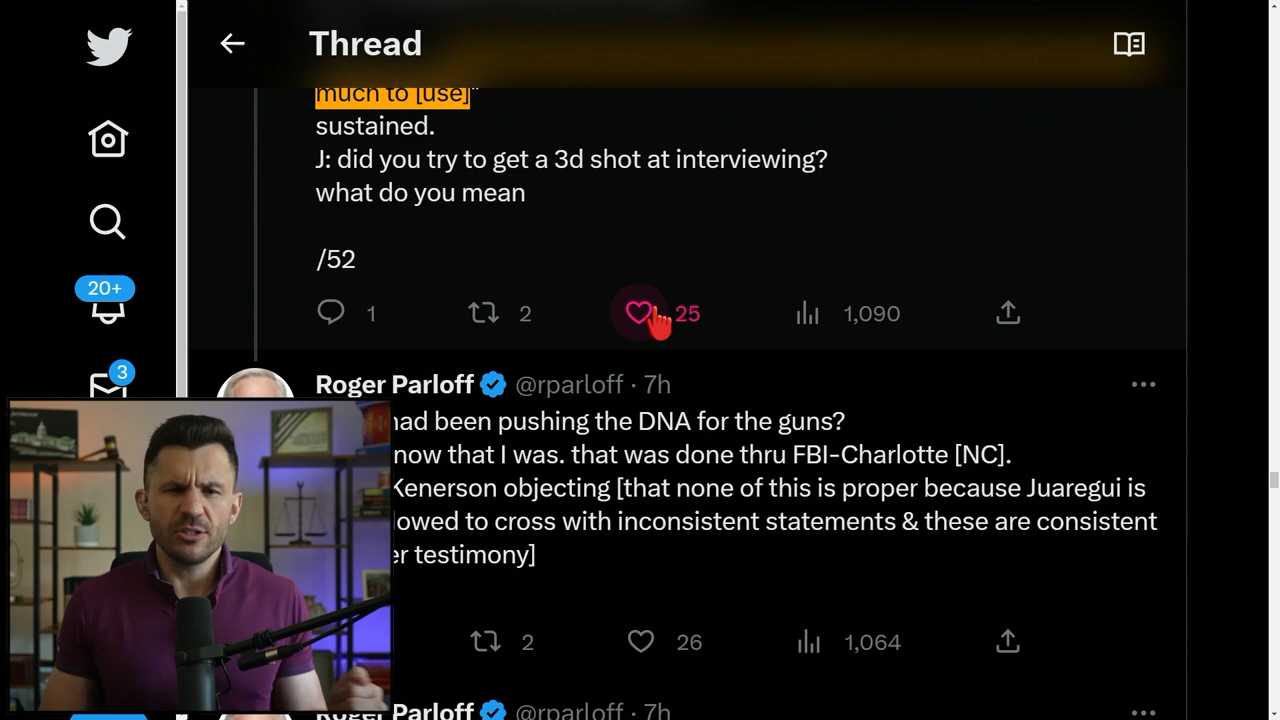 Thread
much to [use]"
sustained.
J: did you try to get a 3d shot at interviewing?
what do you mean
/52
20+
1
2
25
1,090
3
Roger Parloff @rparloff · 7h
had been pushing the DNA for the guns?
now that I was. that was done thru FBI-Charlotte [NC].
Kenerson objecting [that none of this is proper because Juaregui is
lowed to cross with inconsistent statements & these are consistent
er testimony]
2
26
1,064
Parloff @rparloff · 7h